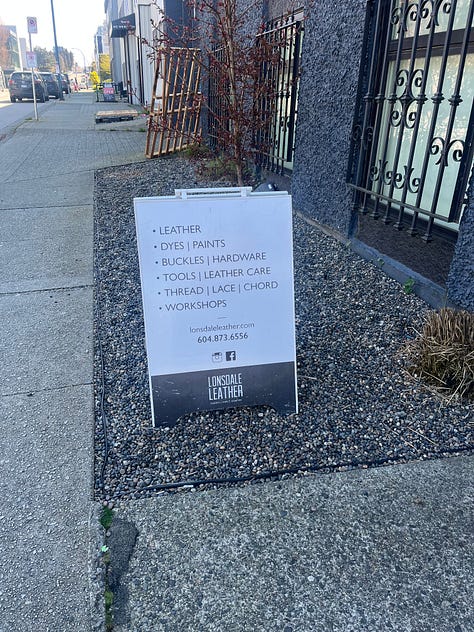 • LEATHER
• DYES | PAINTS
• BUCKLES | HARDWARE
• TOOLS | LEATHER CARE
• THREAD | LACE | CHORD
• WORKSHOPS
lonsdaleleather.com
604.873.6556
LONSDALE
LEATHER